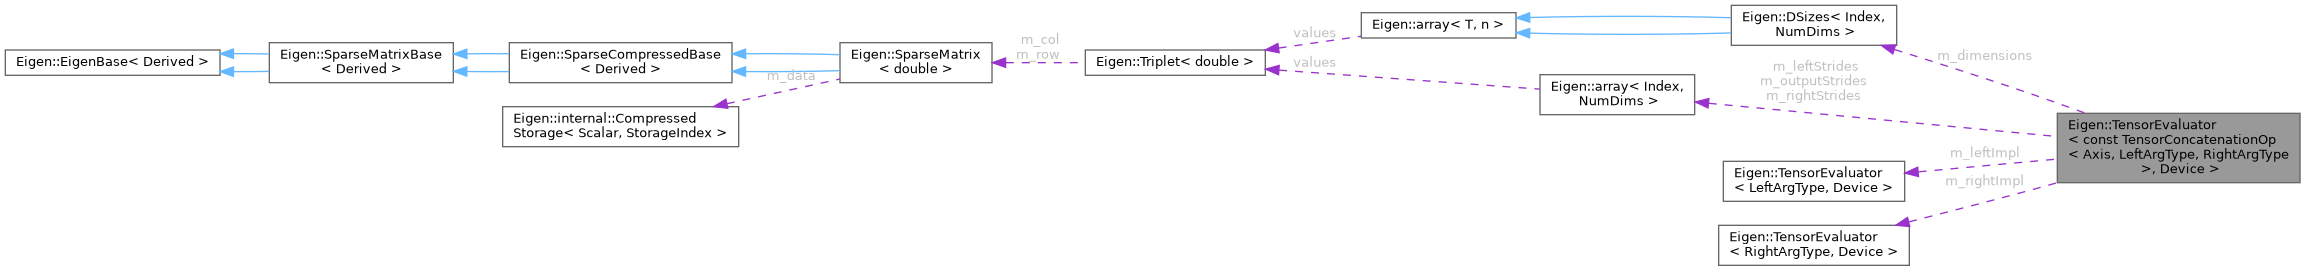 Eigen::EigenBase< Derived >
Eigen::SparseMatrixBase
< Derived >
Eigen::SparseCompressedBase
< Derived >
Eigen::internal::Compressed
Storage< Scalar, StorageIndex >
m_data
Eigen::SparseMatrix
< double >
m_col
m_row
Eigen::Triplet< double >
values
values
Eigen::array< T, n >
Eigen::array< Index,
NumDims >
Eigen::DSizes< Index,
NumDims >
m_dimensions
m_leftStrides
m_outputStrides
m_rightStrides
m_leftImpl
Eigen::TensorEvaluator
< LeftArgType, Device >
m_rightImpl
Eigen::TensorEvaluator
< RightArgType, Device >
Eigen::TensorEvaluator
< const TensorConcatenationOp
< Axis, LeftArgType, RightArgType
>, Device >